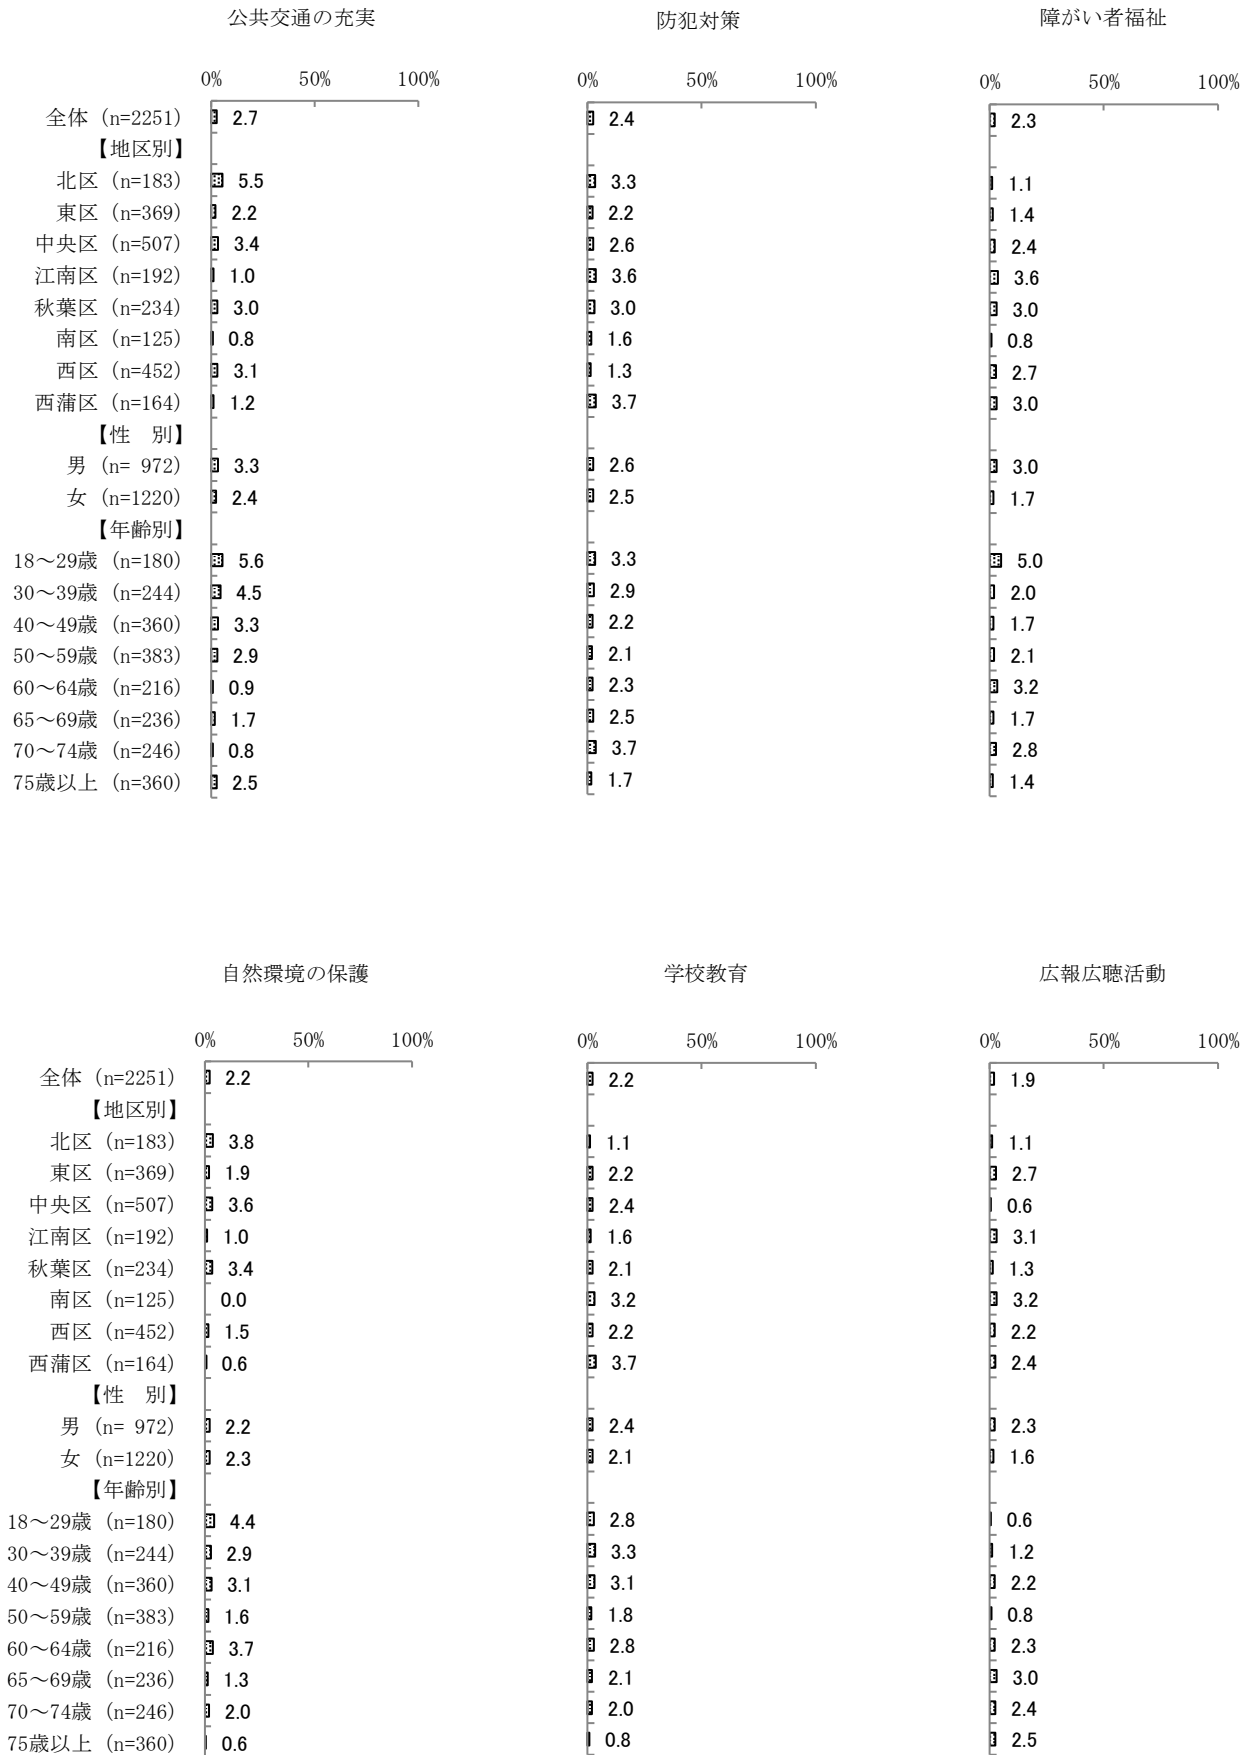 公共交通の充実 防犯対策 障がい者福祉
0% 50% 100% 0% 50% 100% 0% 50% 100%
全体 (n=2251) 2.7 2.4 2.3
【地区別】
北区 (n=183) 5.5 3.3 1.1
東区 (n=369) 2.2 2.2 1.4
中央区 (n=507) 3.4 2.6 2.4
江南区 (n=192) 1.0 3.6 3.6
秋葉区 (n=234) 3.0 3.0 3.0
南区 (n=125) 0.8 1.6 0.8
西区 (n=452) 3.1 1.3 2.7
西蒲区 (n=164) 1.2 3.7 3.0
【性　別】
男 (n= 972) 3.3 2.6 3.0
女 (n=1220) 2.4 2.5 1.7
【年齢別】
18～29歳 (n=180) 5.6 3.3 5.0
30～39歳 (n=244) 4.5 2.9 2.0
40～49歳 (n=360) 3.3 2.2 1.7
50～59歳 (n=383) 2.9 2.1 2.1
60～64歳 (n=216) 0.9 2.3 3.2
65～69歳 (n=236) 1.7 2.5 1.7
70～74歳 (n=246) 0.8 3.7 2.8
75歳以上 (n=360) 2.5 1.7 1.4
自然環境の保護 学校教育 広報広聴活動
0% 50% 100% 0% 50% 100% 0% 50% 100%
全体 (n=2251) 2.2 2.2 1.9
【地区別】
北区 (n=183) 3.8 1.1 1.1
東区 (n=369) 1.9 2.2 2.7
中央区 (n=507) 3.6 2.4 0.6
江南区 (n=192) 1.0 1.6 3.1
秋葉区 (n=234) 3.4 2.1 1.3
南区 (n=125) 0.0 3.2 3.2
西区 (n=452) 1.5 2.2 2.2
西蒲区 (n=164) 0.6 3.7 2.4
【性　別】
男 (n= 972) 2.2 2.4 2.3
女 (n=1220) 2.3 2.1 1.6
【年齢別】
18～29歳 (n=180) 4.4 2.8 0.6
30～39歳 (n=244) 2.9 3.3 1.2
40～49歳 (n=360) 3.1 3.1 2.2
50～59歳 (n=383) 1.6 1.8 0.8
60～64歳 (n=216) 3.7 2.8 2.3
65～69歳 (n=236) 1.3 2.1 3.0
70～74歳 (n=246) 2.0 2.0 2.4
75歳以上 (n=360) 0.6 0.8 2.5